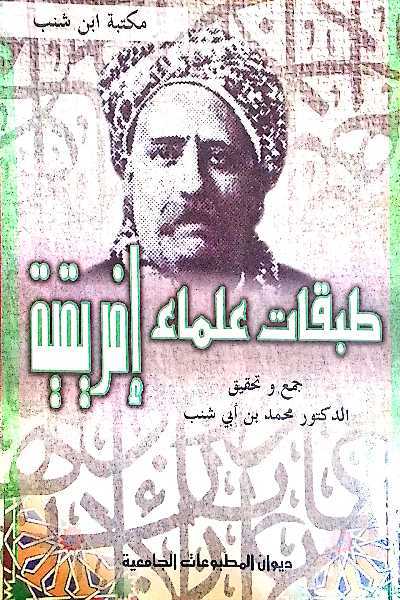 مكتبة ابن شنب
طبقات علماء إفريقية
جمع و تحقيق
الدكتور محمد بن أبي شنب
ديوان المطبوعات الجامعية